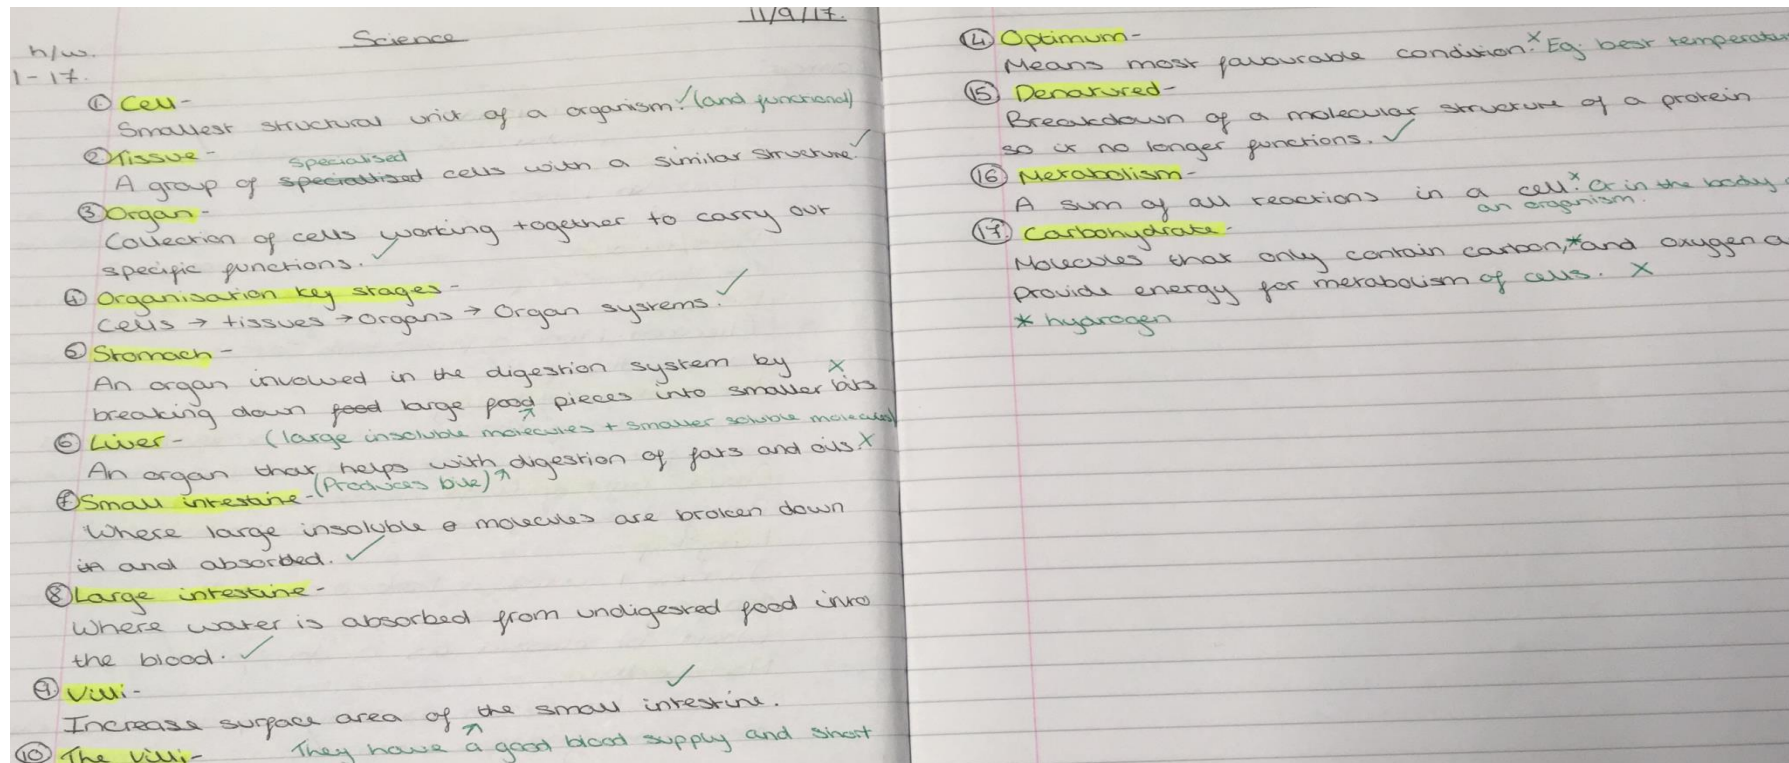 11/9/17.
Science
h/w.
1-17.
① Cell -
Smallest structural unit of a organism. ✓ (and functional)
② Tissue -
specialised
A group of specialised cells with a similar structure. ✓
③ Organ -
Collection of cells working together to carry out
specific functions. ✓
④ Organisation key stages -
Cells → tissues → Organs → Organ systems. ✓
⑤ Stomach -
An organ involved in the digestion system by x
breaking down food large food pieces into smaller bits
(large insoluble molecules + smaller soluble molecules)
⑥ Liver -
An organ that helps with digestion of fats and oils. x
(Produces bile)
⑦ Small intestine -
Where large insoluble molecules are broken down
in and absorbed. ✓
⑧ Large intestine -
Where water is absorbed from undigested food into
the blood. ✓
⑨ Villi -
Increase surface area of the small intestine. ✓
They have a good blood supply and short
⑩ The villi -
⑭ Optimum -
Means most favourable condition. x Eg: best temperature
⑮ Denatured -
Breakdown of a molecular structure of a protein
so it no longer functions. ✓
⑯ Metabolism -
A sum of all reactions in a cell. x Or in the body
an organism.
⑰ Carbohydrate -
Molecules that only contain carbon,* and oxygen
provide energy for metabolism of cells. x
* hydrogen